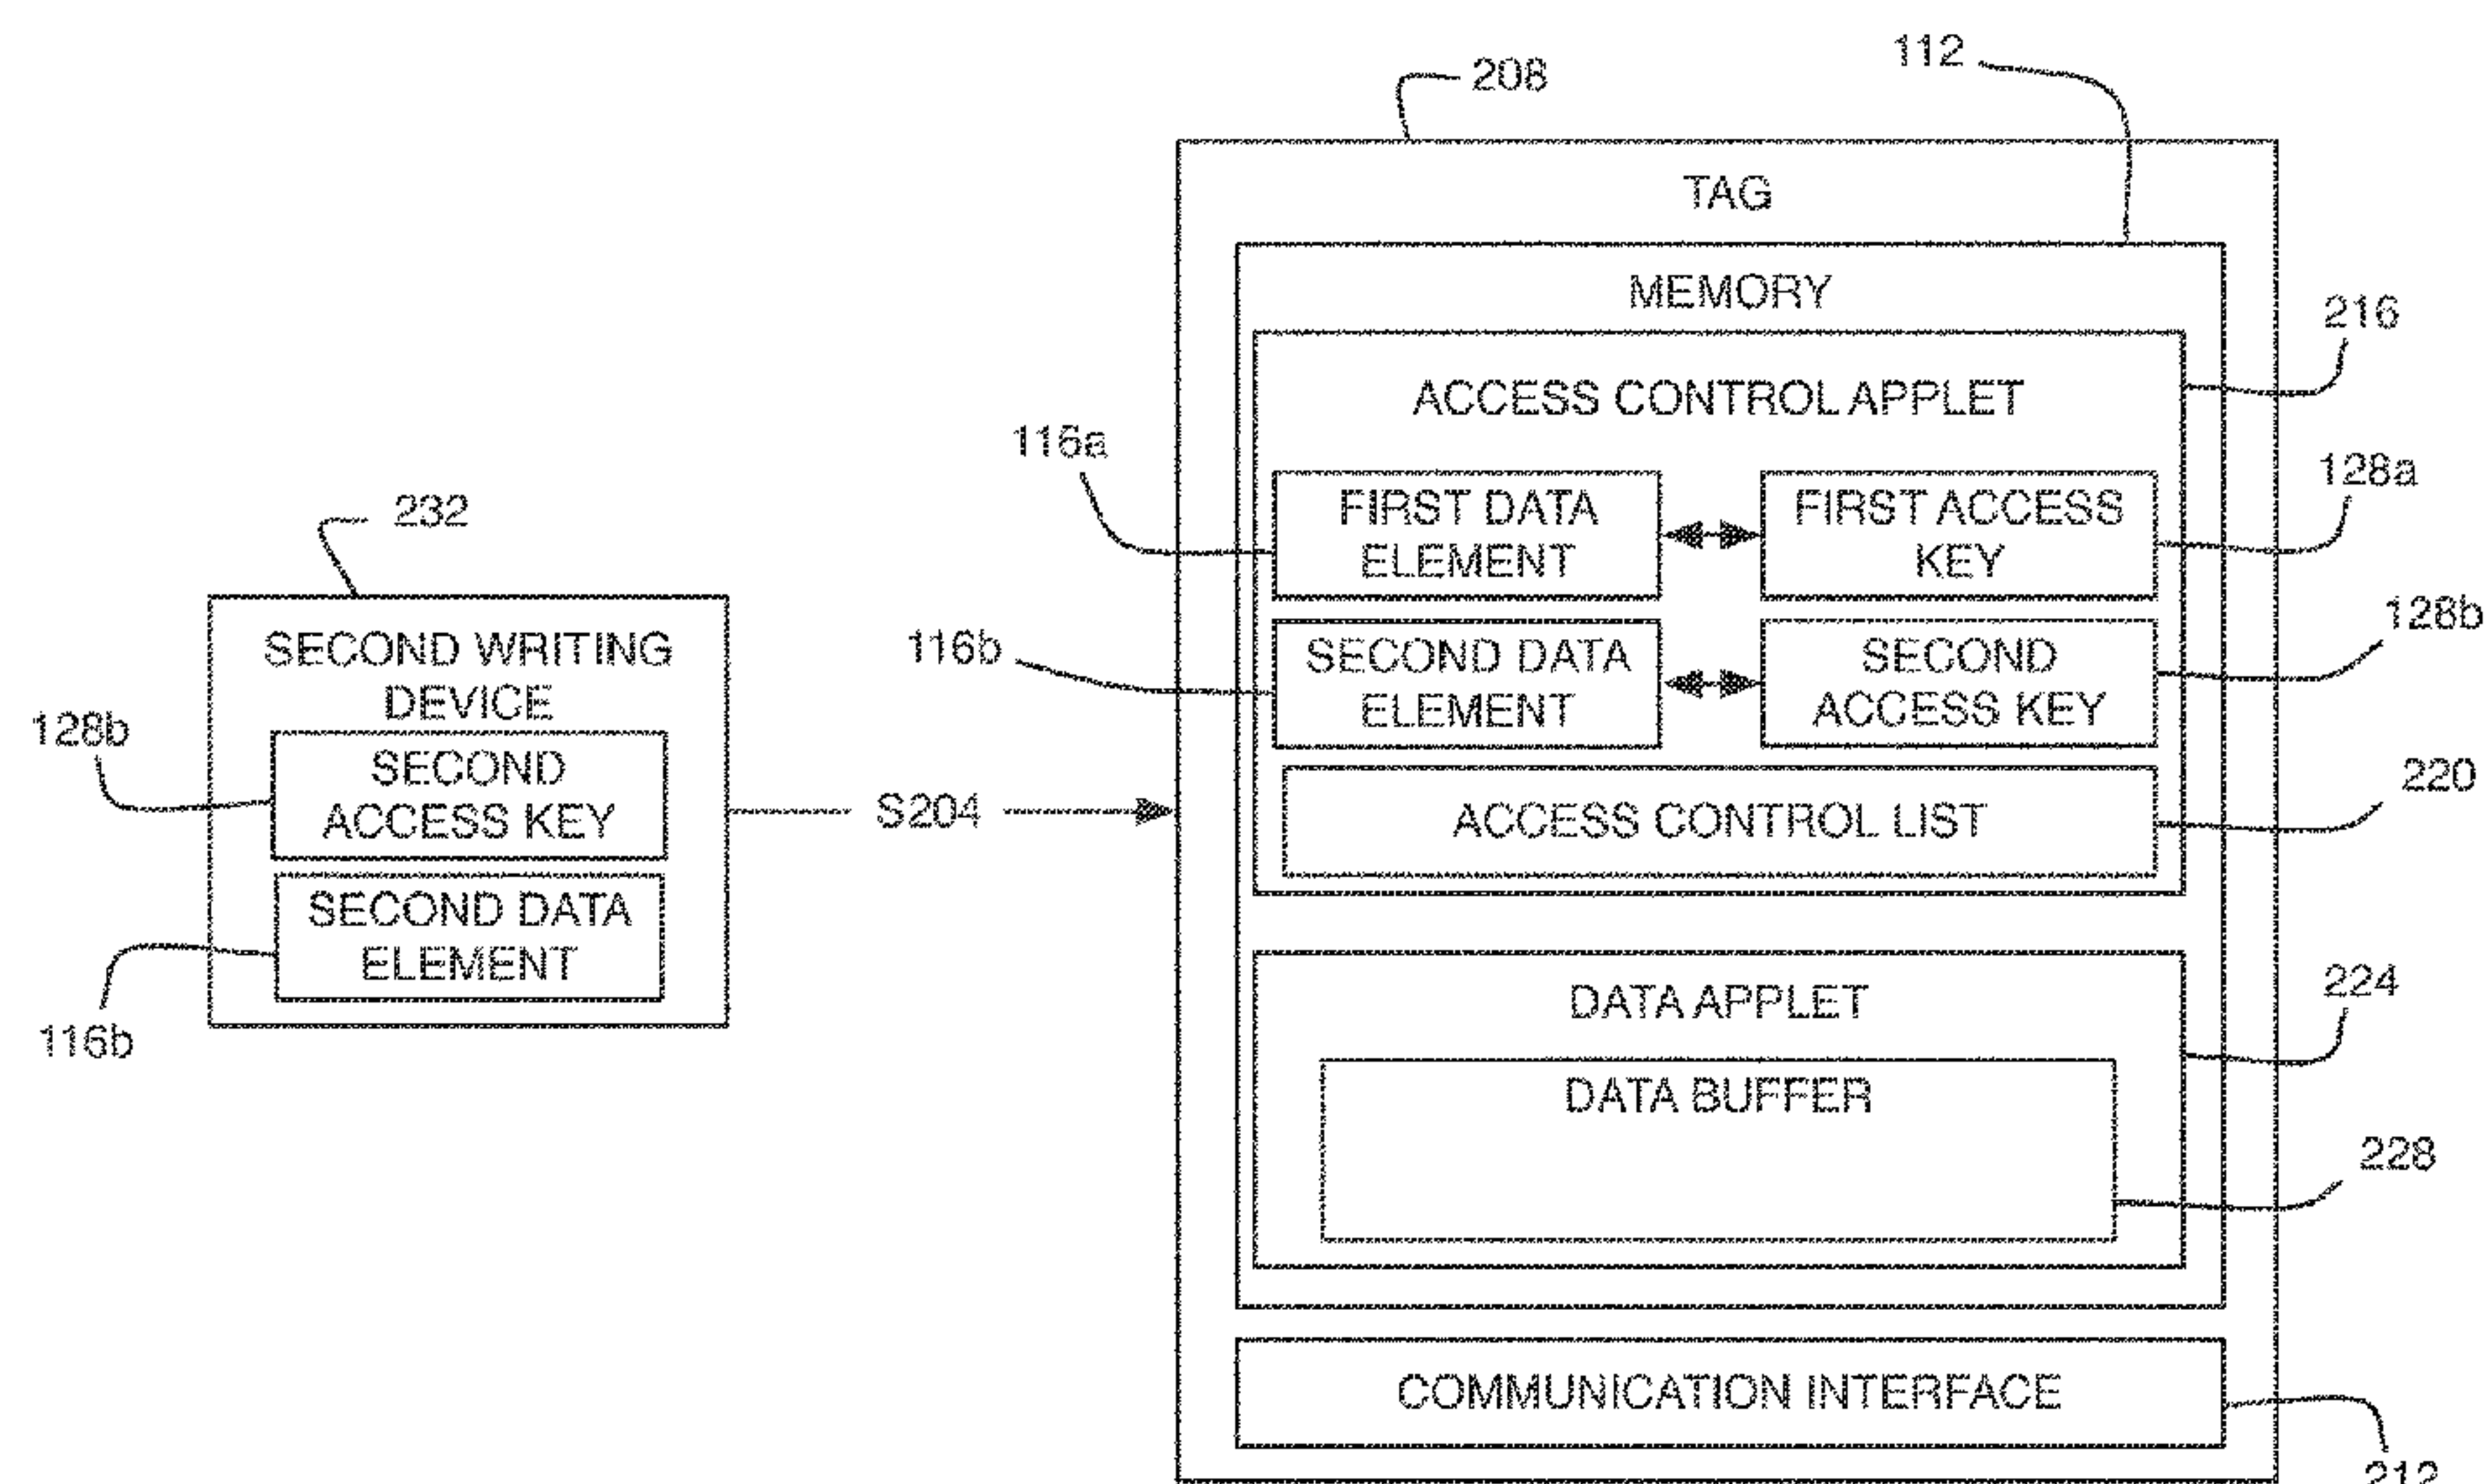 208
112
TAG
MEMORY
216
ACCESS CONTROL APPLET
116a
128a
FIRST DATA
ELEMENT
FIRST ACCESS
KEY
232
128b
116b
SECOND DATA
ELEMENT
SECOND
ACCESS KEY
SECOND WRITING
DEVICE
128b
SECOND
ACCESS KEY
S204
220
ACCESS CONTROL LIST
SECOND DATA
ELEMENT
116b
224
DATA APPLET
DATA BUFFER
228
COMMUNICATION INTERFACE
212